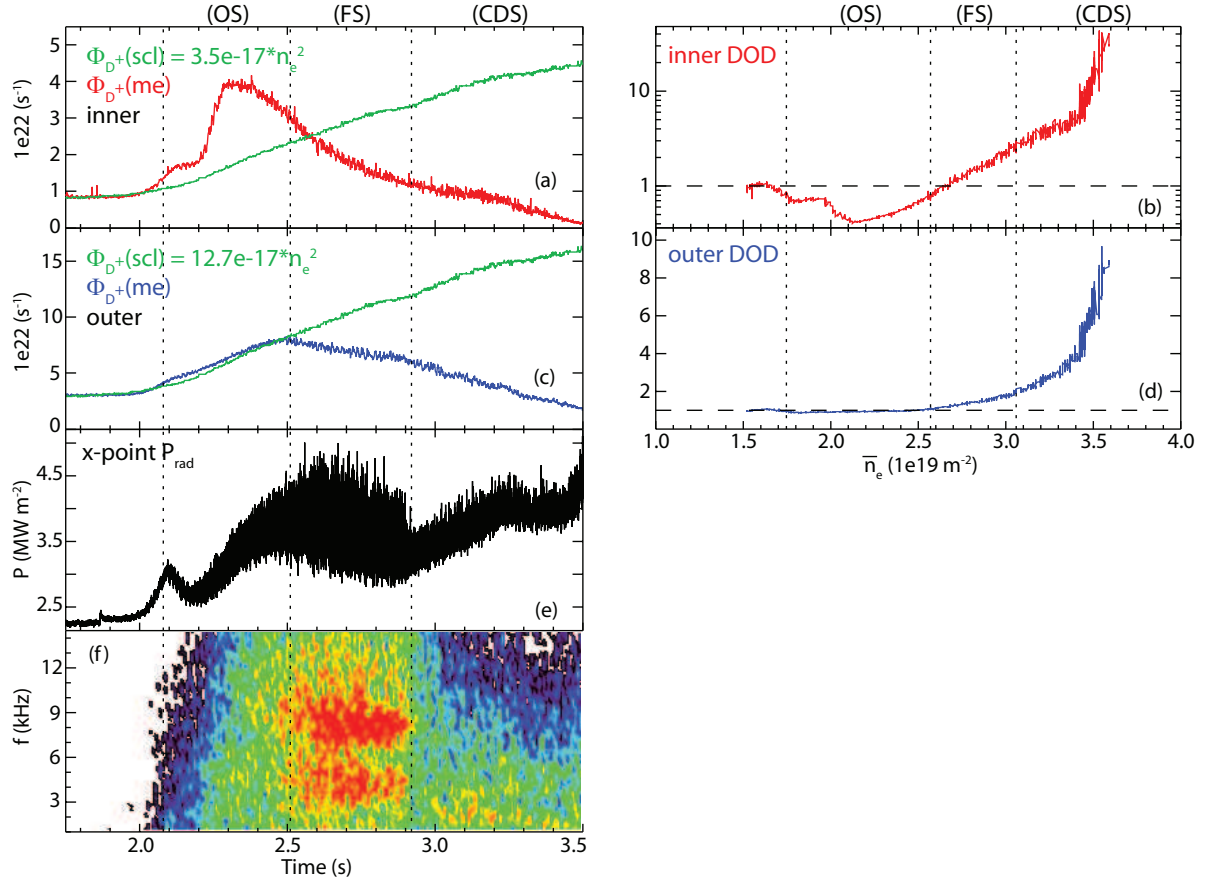 (OS) (FS) (CDS)
Φ_D+(scl) = 3.5e-17*n_e^2
Φ_D+(me)
inner
1e22 (s⁻¹)
5
4
3
2
1
0
(a)
Φ_D+(scl) = 12.7e-17*n_e^2
Φ_D+(me)
outer
1e22 (s⁻¹)
15
10
5
0
(c)
x-point P_rad
P (MW m⁻²)
4.5
3.5
2.5
(e)
(f)
f (kHz)
12
9
6
3
2.0 2.5 3.0 3.5
Time (s)
(OS) (FS) (CDS)
inner DOD
10
1
(b)
outer DOD
10
8
6
4
2
(d)
1.0 1.5 2.0 2.5 3.0 3.5 4.0
n̅_e (1e19 m⁻²)